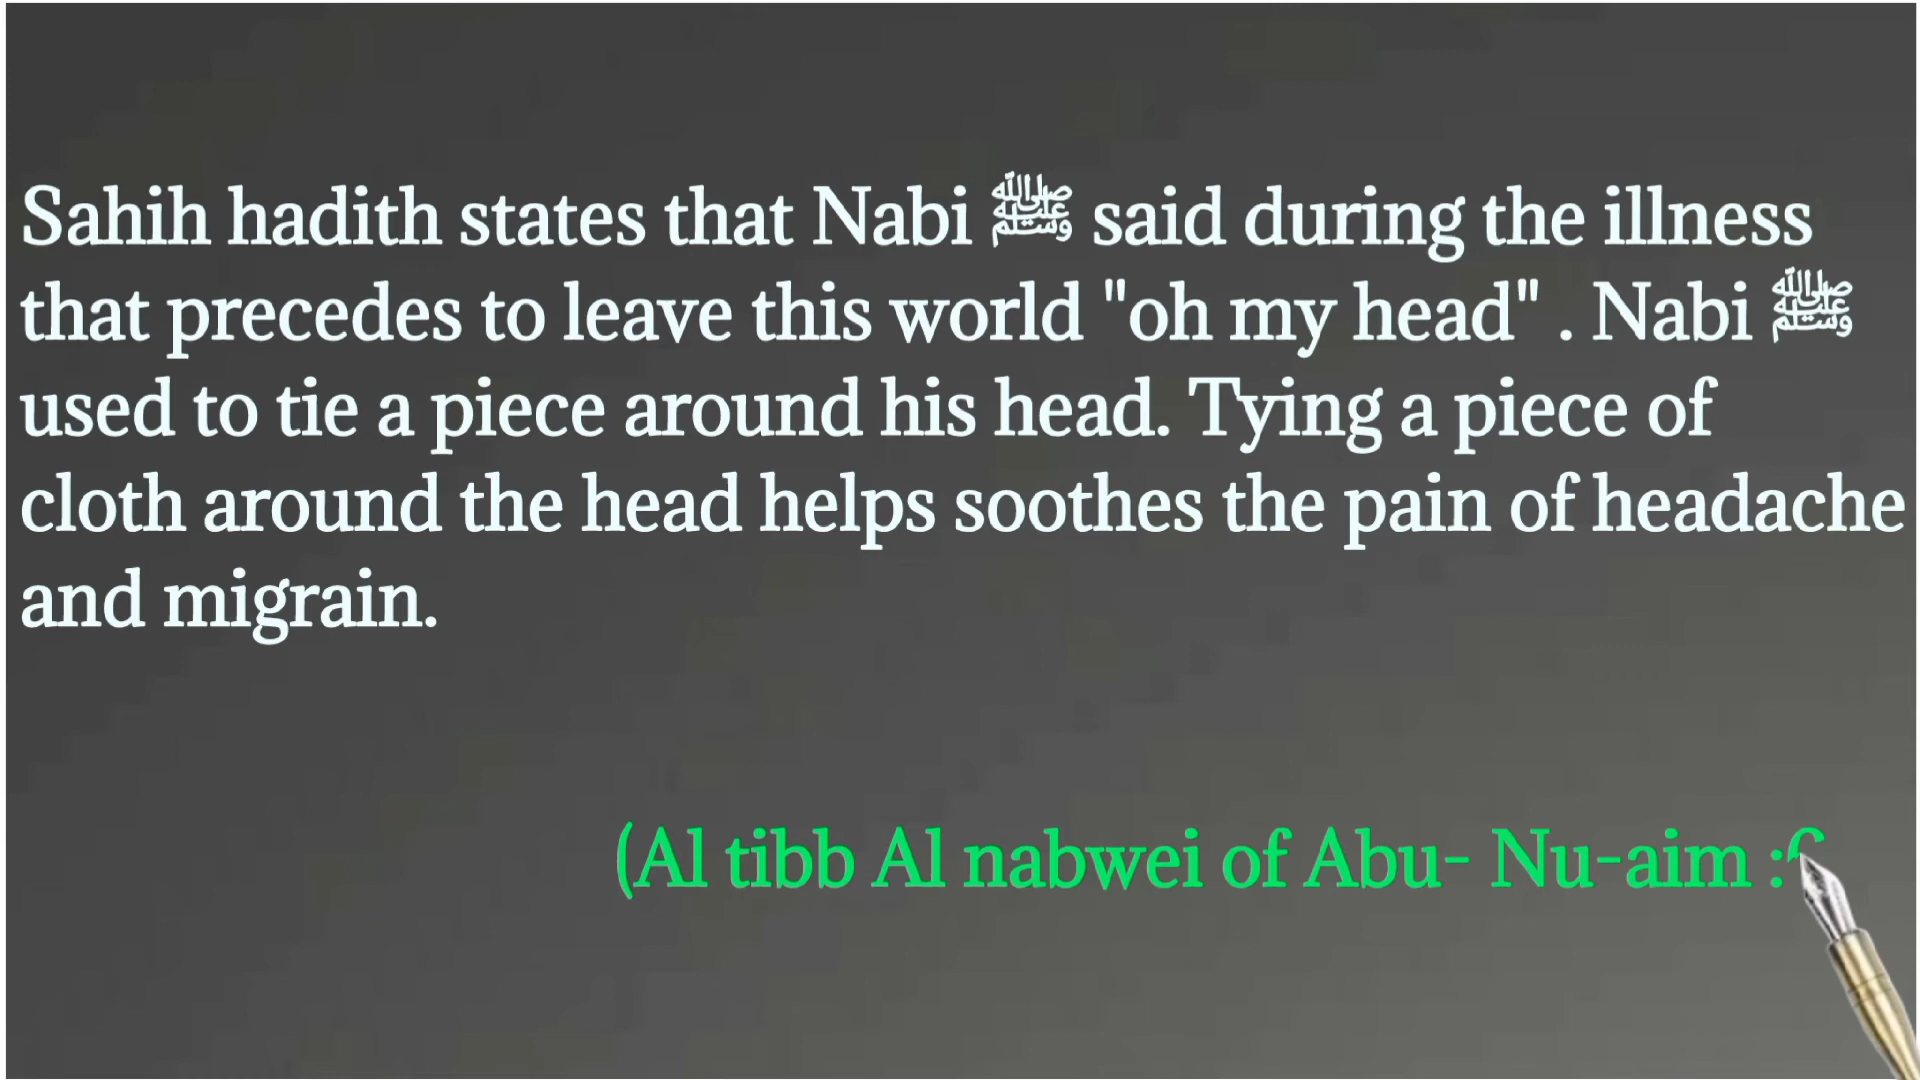 Sahih hadith states that Nabi ﷺ said during the illness
that precedes to leave this world "oh my head" . Nabi ﷺ
used to tie a piece around his head. Tying a piece of
cloth around the head helps soothes the pain of headache
and migrain.
(Al tibb Al nabwei of Abu- Nu-aim :